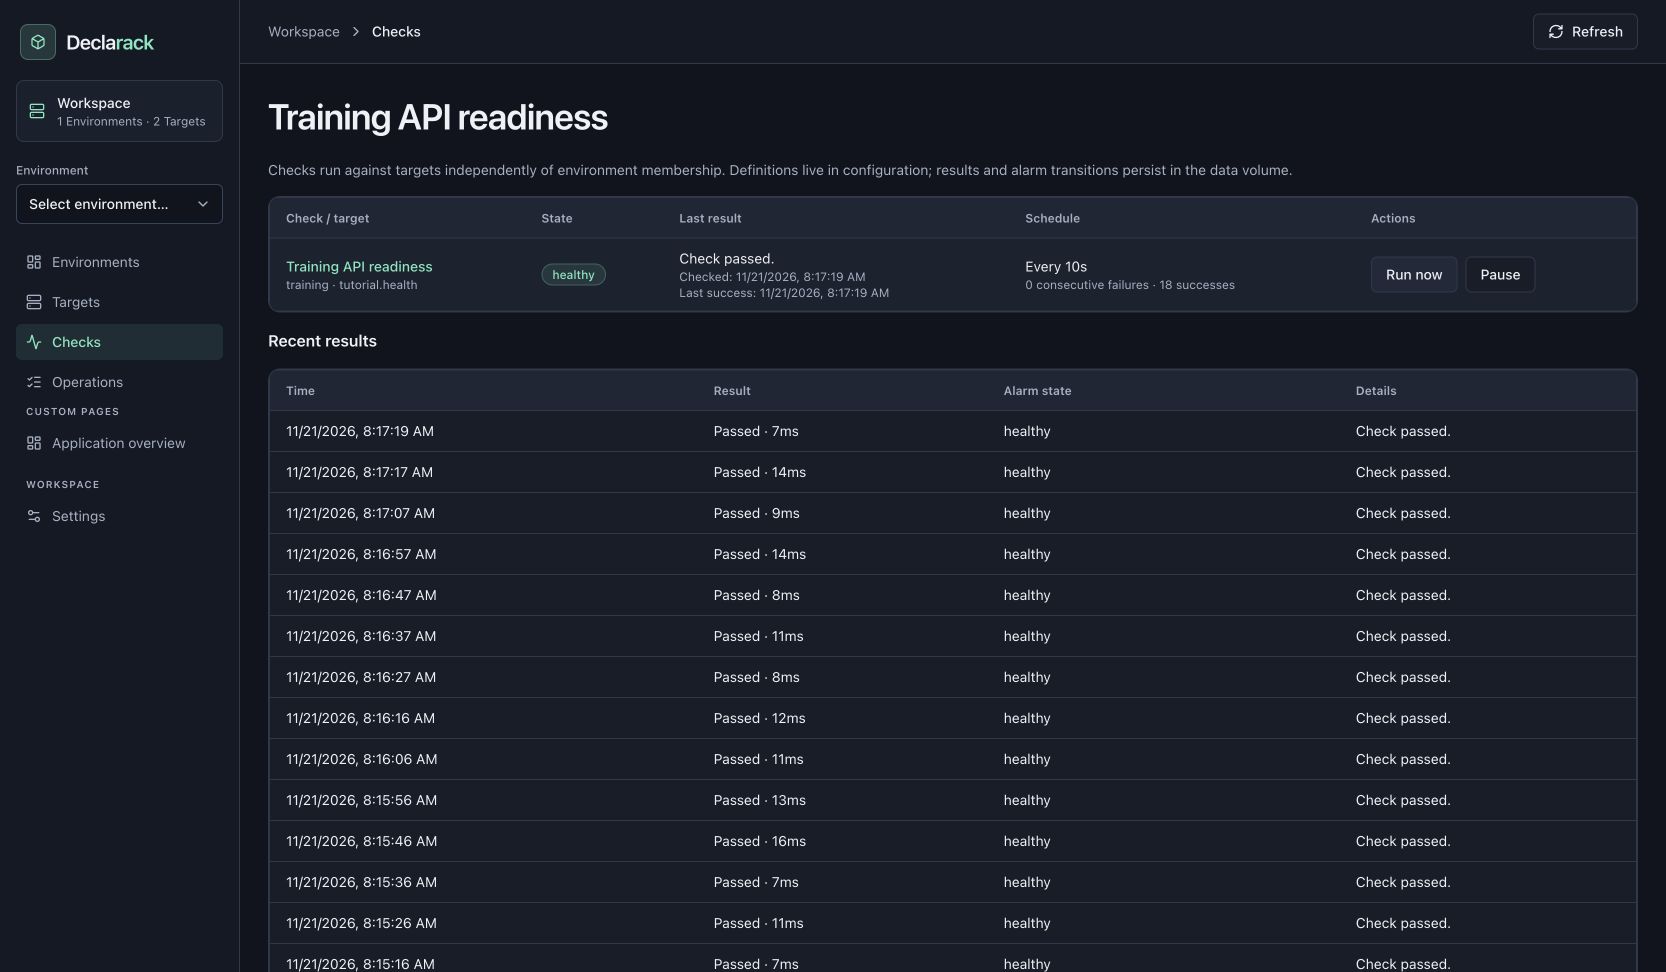 Declarack
Workspace
1 Environments · 2 Targets
Environment
Select environment...
Environments
Targets
Checks
Operations
CUSTOM PAGES
Application overview
WORKSPACE
Settings
Workspace > Checks
Refresh
Training API readiness
Checks run against targets independently of environment membership. Definitions live in configuration; results and alarm transitions persist in the data volume.
Check / target State Last result Schedule Actions
Training API readiness
training · tutorial.health
healthy
Check passed.
Checked: 11/21/2026, 8:17:19 AM
Last success: 11/21/2026, 8:17:19 AM
Every 10s
0 consecutive failures · 18 successes
Run now Pause
Recent results
Time Result Alarm state Details
11/21/2026, 8:17:19 AM Passed · 7ms healthy Check passed.
11/21/2026, 8:17:17 AM Passed · 14ms healthy Check passed.
11/21/2026, 8:17:07 AM Passed · 9ms healthy Check passed.
11/21/2026, 8:16:57 AM Passed · 14ms healthy Check passed.
11/21/2026, 8:16:47 AM Passed · 8ms healthy Check passed.
11/21/2026, 8:16:37 AM Passed · 11ms healthy Check passed.
11/21/2026, 8:16:27 AM Passed · 8ms healthy Check passed.
11/21/2026, 8:16:16 AM Passed · 12ms healthy Check passed.
11/21/2026, 8:16:06 AM Passed · 11ms healthy Check passed.
11/21/2026, 8:15:56 AM Passed · 13ms healthy Check passed.
11/21/2026, 8:15:46 AM Passed · 16ms healthy Check passed.
11/21/2026, 8:15:36 AM Passed · 7ms healthy Check passed.
11/21/2026, 8:15:26 AM Passed · 11ms healthy Check passed.
11/21/2026, 8:15:16 AM Passed · 7ms healthy Check passed.